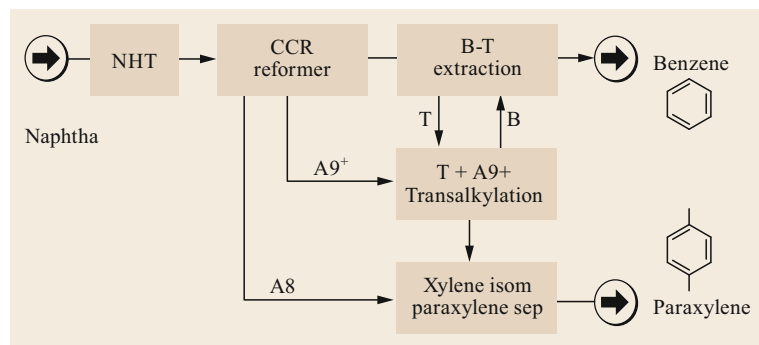 NHT
CCR
reformer
B-T
extraction
Benzene
Naphtha
T
B
A9+
T + A9+
Transalkylation
A8
Xylene isom
paraxylene sep
Paraxylene